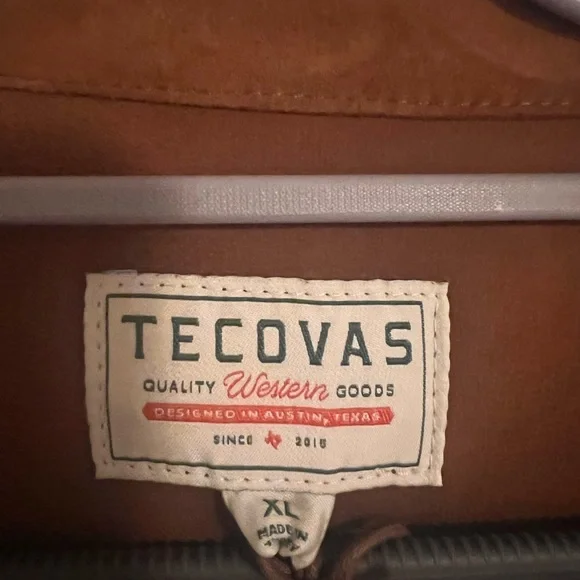 TECOVAS
QUALITY Western GOODS
DESIGNED IN AUSTIN, TEXAS
SINCE 2015
XL
MADE IN